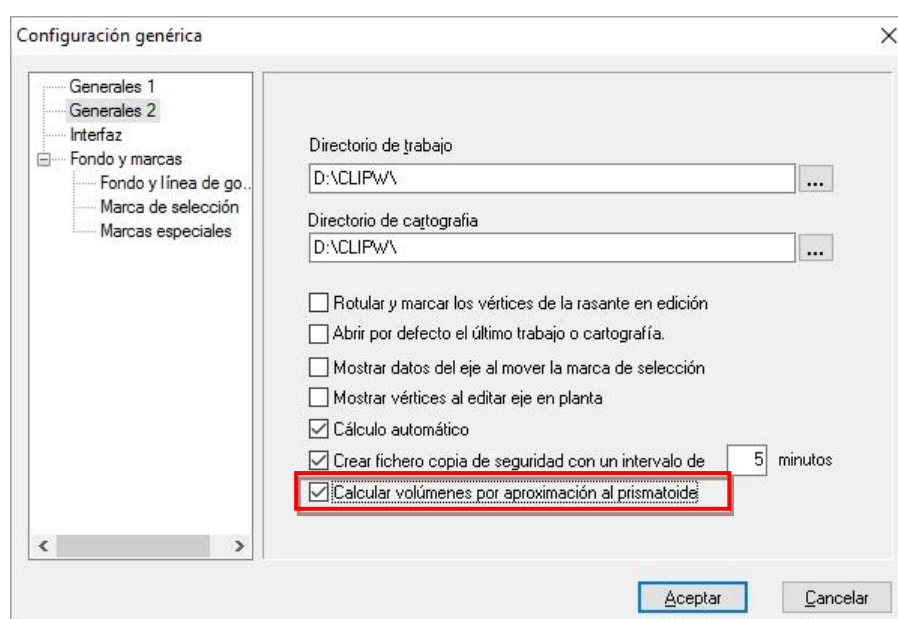 Configuración genérica
Generales 1
Generales 2
Interfaz
Fondo y marcas
Fondo y línea de go..
Marca de selección
Marcas especiales
Directorio de trabajo
D:\CLIPW\
...
Directorio de cartografia
D:\CLIPW\
...
Rotular y marcar los vértices de la rasante en edición
Abrir por defecto el último trabajo o cartografía.
Mostrar datos del eje al mover la marca de selección
Mostrar vértices al editar eje en planta
Cálculo automático
Crear fichero copia de seguridad con un intervalo de 5 minutos
Calcular volúmenes por aproximación al prismatoide
Aceptar Cancelar